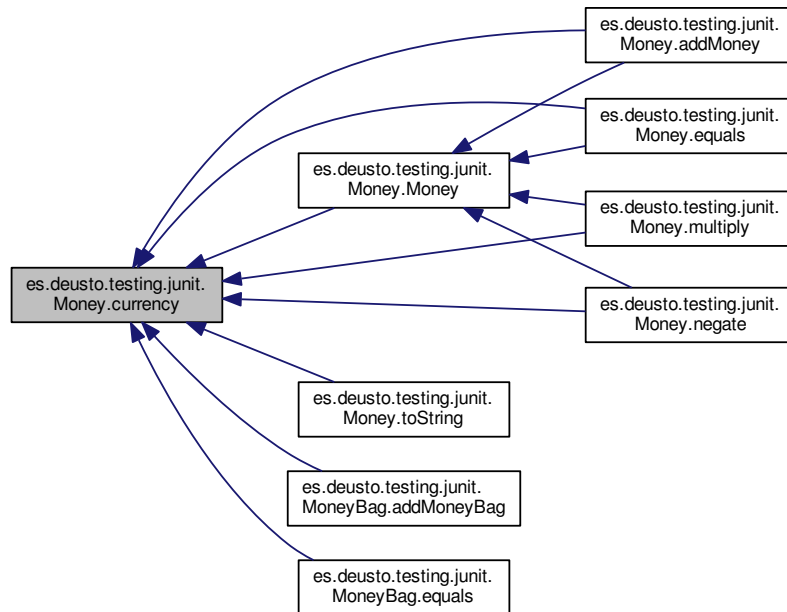 es.deusto.testing.junit.
Money.addMoney
es.deusto.testing.junit.
Money.equals
es.deusto.testing.junit.
Money.Money
es.deusto.testing.junit.
Money.multiply
es.deusto.testing.junit.
Money.currency
es.deusto.testing.junit.
Money.negate
es.deusto.testing.junit.
Money.toString
es.deusto.testing.junit.
MoneyBag.addMoneyBag
es.deusto.testing.junit.
MoneyBag.equals